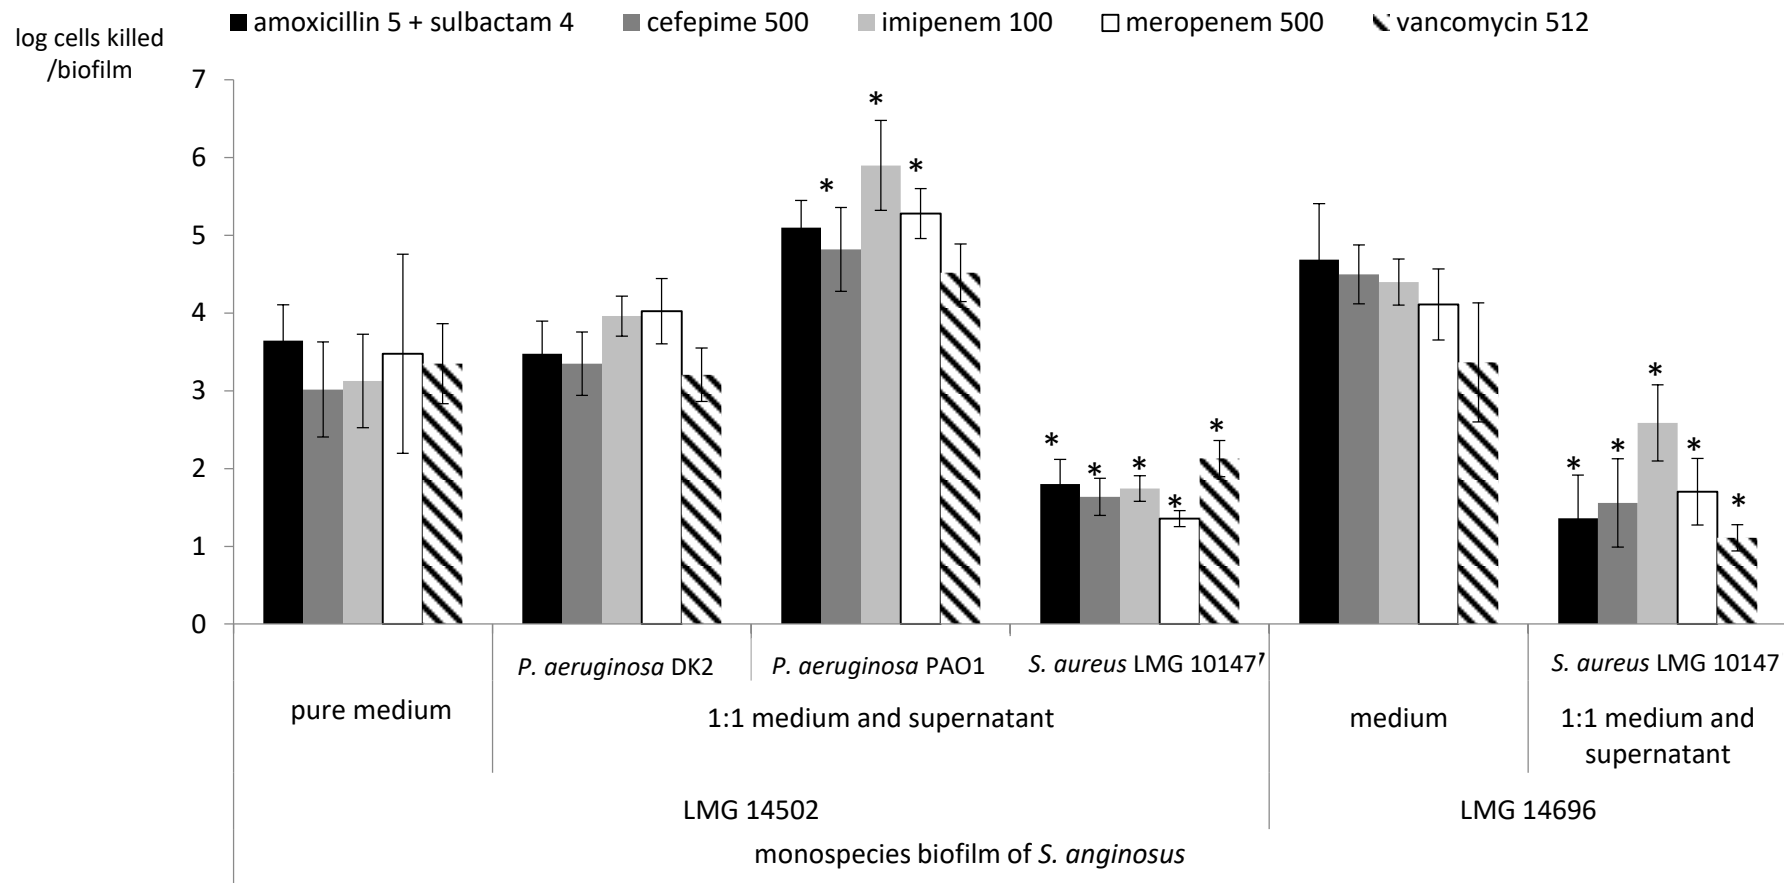 amoxicillin 5 + sulbactam 4 cefepime 500 imipenem 100 meropenem 500 vancomycin 512
log cells killed
/biofilm
7
6
5
4
3
2
1
0
*
*
*
*
*
*
*
*
*
*
*
*
*
P. aeruginosa DK2 P. aeruginosa PAO1 S. aureus LMG 10147⁷ S. aureus LMG 10147
pure medium 1:1 medium and supernatant medium 1:1 medium and
supernatant
LMG 14502 LMG 14696
monospecies biofilm of S. anginosus